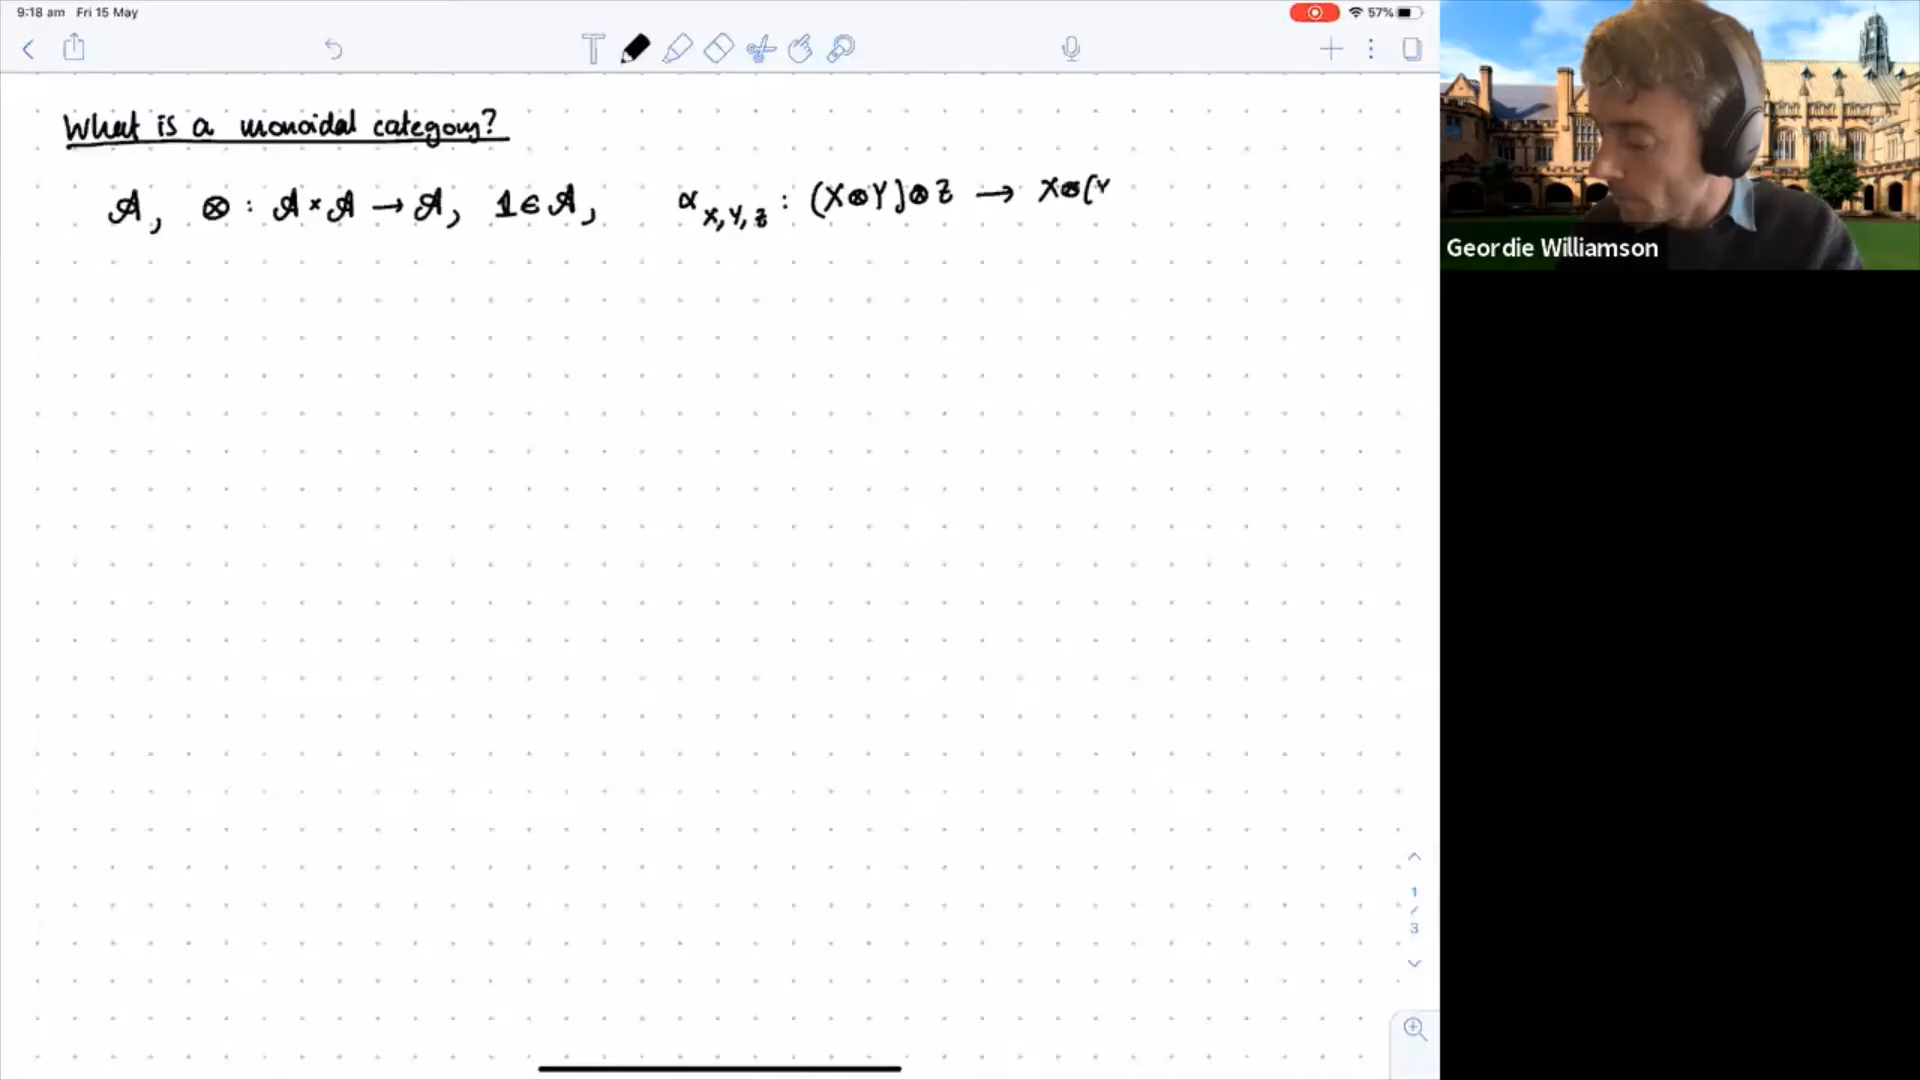 9:18 am Fri 15 May
57%
What is a monoidal category?
𝒜, ⊗ : 𝒜 × 𝒜 → 𝒜, 1 ∈ 𝒜, α_{X,Y,Z} : (X⊗Y)⊗Z → X⊗(Y
Geordie Williamson
1
/
3